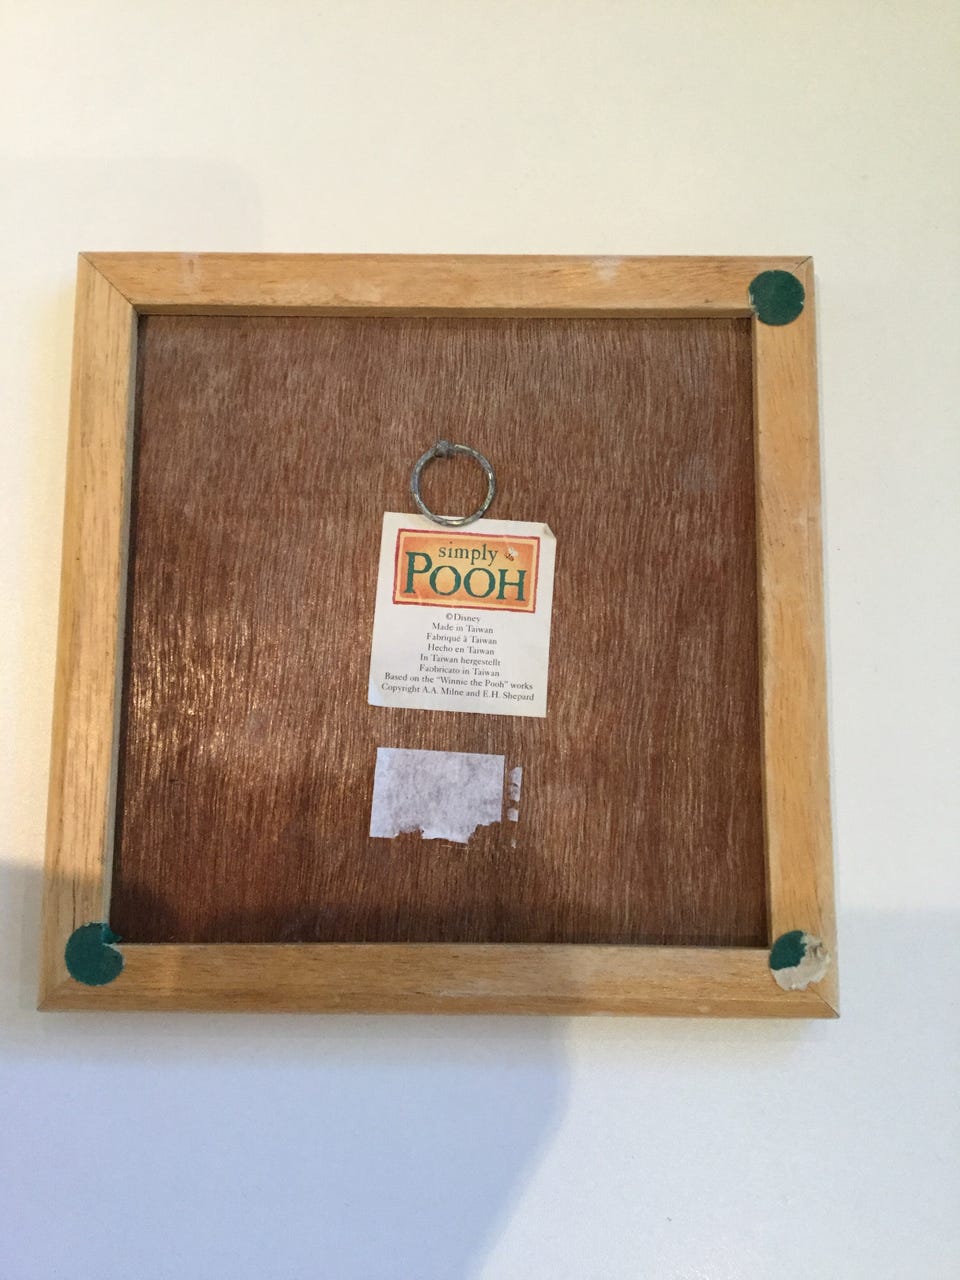 simply
POOH
©Disney
Made in Taiwan
Fabriqué à Taiwan
Hecho en Taiwan
In Taiwan hergestellt
Fabbricato in Taiwan
Based on the "Winnie the Pooh" works
Copyright A.A. Milne and E.H. Shepard